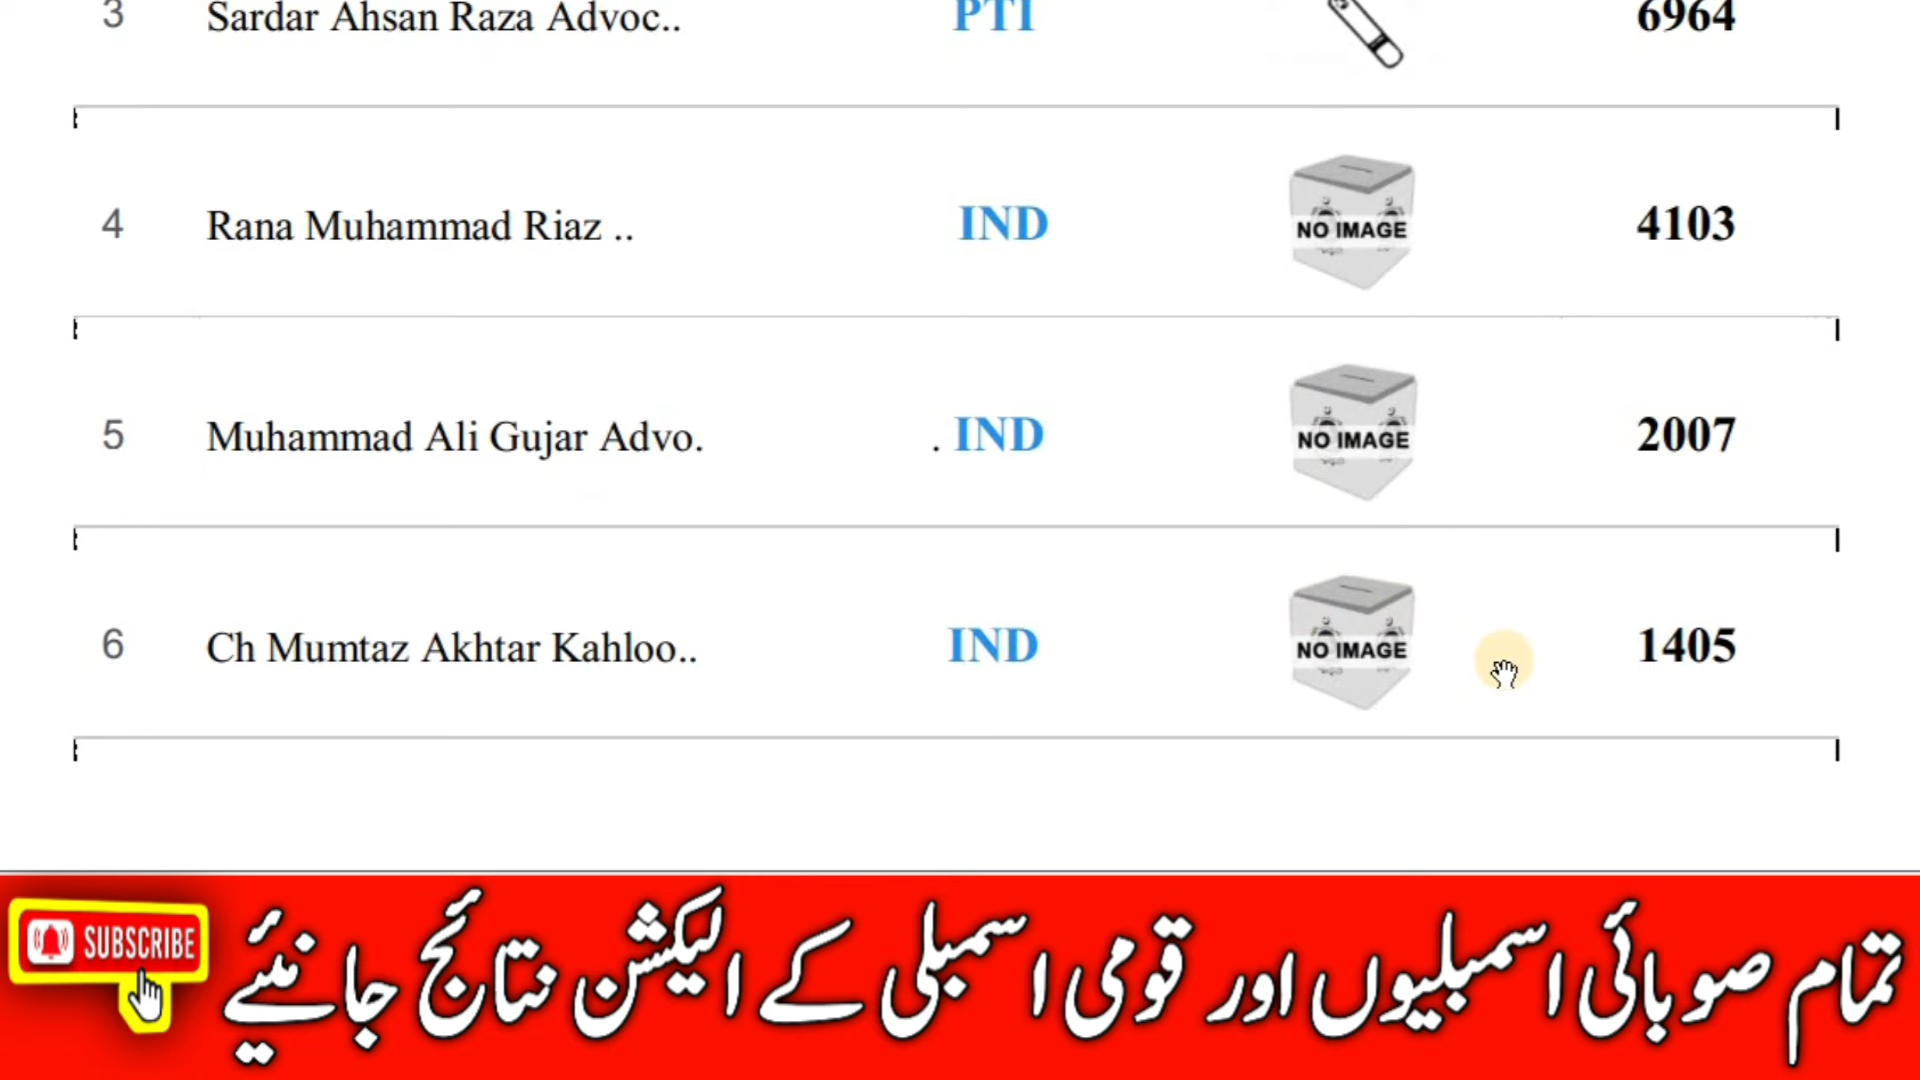 3 Sardar Ahsan Raza Advoc.. PTI 6964
4 Rana Muhammad Riaz .. IND NO IMAGE 4103
5 Muhammad Ali Gujar Advo. . IND NO IMAGE 2007
6 Ch Mumtaz Akhtar Kahloo.. IND NO IMAGE 1405
SUBSCRIBE
تمام صوبائی اسمبلیوں اور قومی اسمبلی کے الیکشن نتائج جانئیے